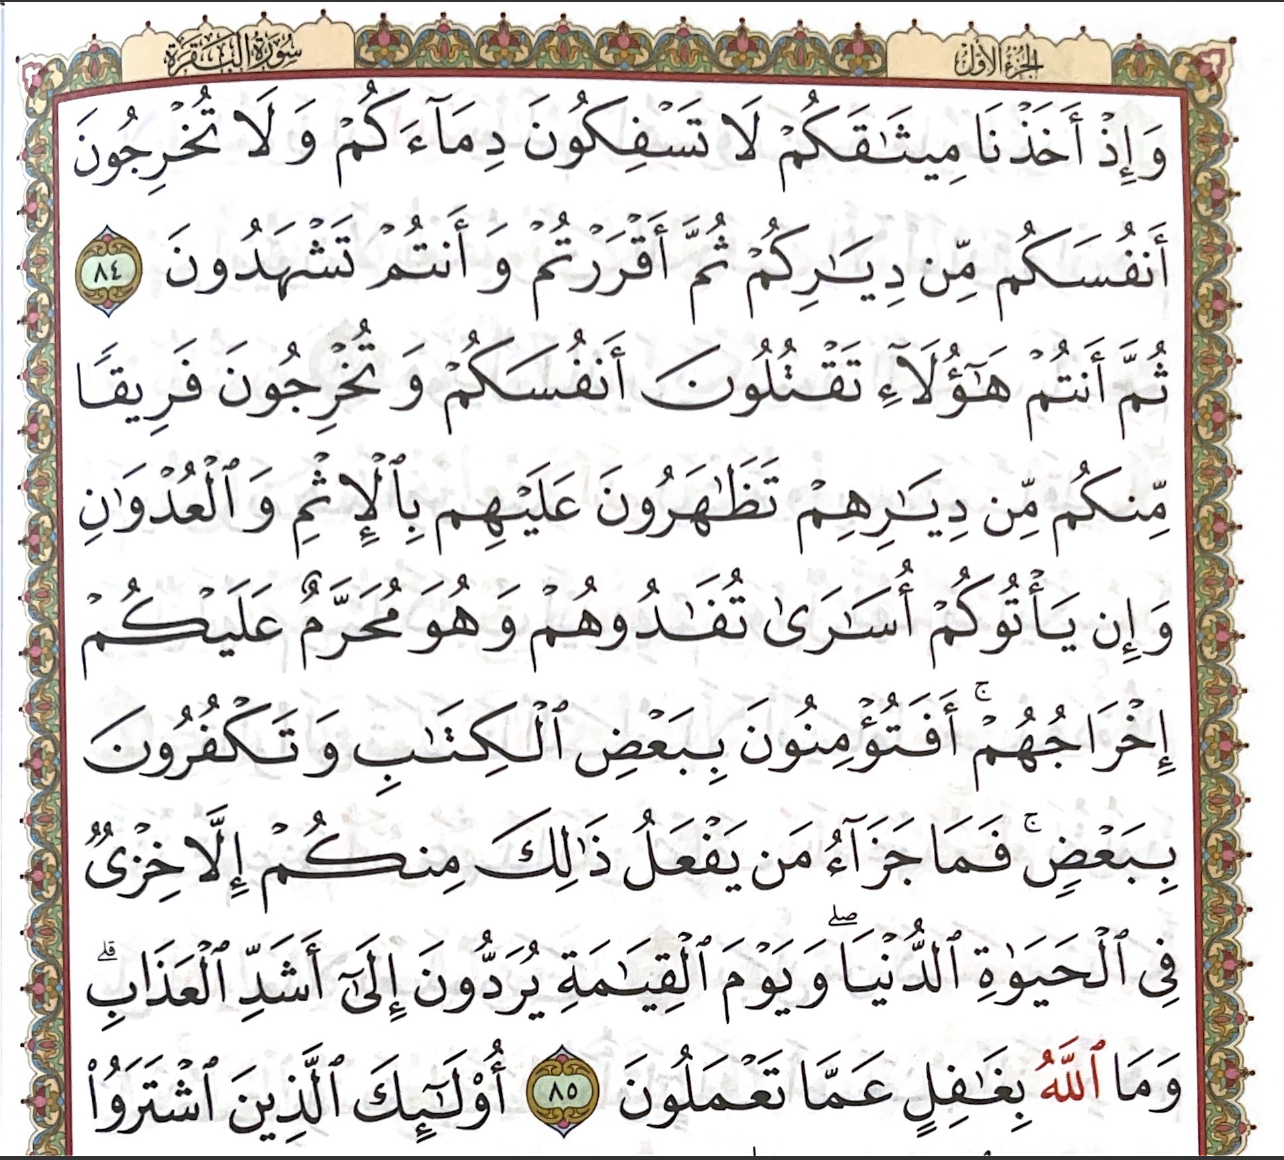 الجزء الأول
سورة البقرة
وَإِذْ أَخَذْنَا مِيثَٰقَكُمْ لَا تَسْفِكُونَ دِمَآءَكُمْ وَلَا تُخْرِجُونَ
أَنفُسَكُم مِّن دِيَٰرِكُمْ ثُمَّ أَقْرَرْتُمْ وَأَنتُمْ تَشْهَدُونَ ٨٤
ثُمَّ أَنتُمْ هَٰٓؤُلَآءِ تَقْتُلُونَ أَنفُسَكُمْ وَتُخْرِجُونَ فَرِيقًا
مِّنكُم مِّن دِيَٰرِهِمْ تَظَٰهَرُونَ عَلَيْهِم بِٱلْإِثْمِ وَٱلْعُدْوَٰنِ
وَإِن يَأْتُوكُمْ أُسَٰرَىٰ تُفَٰدُوهُمْ وَهُوَ مُحَرَّمٌ عَلَيْكُمْ
إِخْرَاجُهُمْ ۚ أَفَتُؤْمِنُونَ بِبَعْضِ ٱلْكِتَٰبِ وَتَكْفُرُونَ
بِبَعْضٍ ۚ فَمَا جَزَآءُ مَن يَفْعَلُ ذَٰلِكَ مِنكُمْ إِلَّا خِزْىٌ
فِى ٱلْحَيَوٰةِ ٱلدُّنْيَا ۖ وَيَوْمَ ٱلْقِيَٰمَةِ يُرَدُّونَ إِلَىٰٓ أَشَدِّ ٱلْعَذَابِ ۗ
وَمَا ٱللَّهُ بِغَٰفِلٍ عَمَّا تَعْمَلُونَ ٨٥ أُو۟لَٰٓئِكَ ٱلَّذِينَ ٱشْتَرَوُا۟